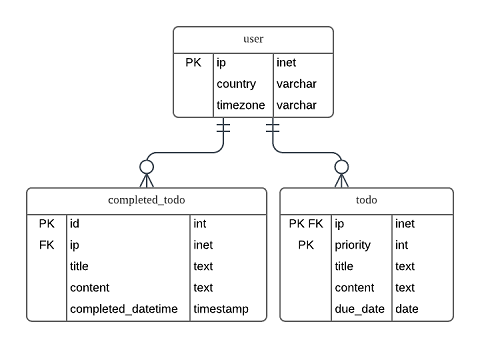 user
PK ip inet
country varchar
timezone varchar
completed_todo
PK id int
FK ip inet
title text
content text
completed_datetime timestamp
todo
PK FK ip inet
PK priority int
title text
content text
due_date date